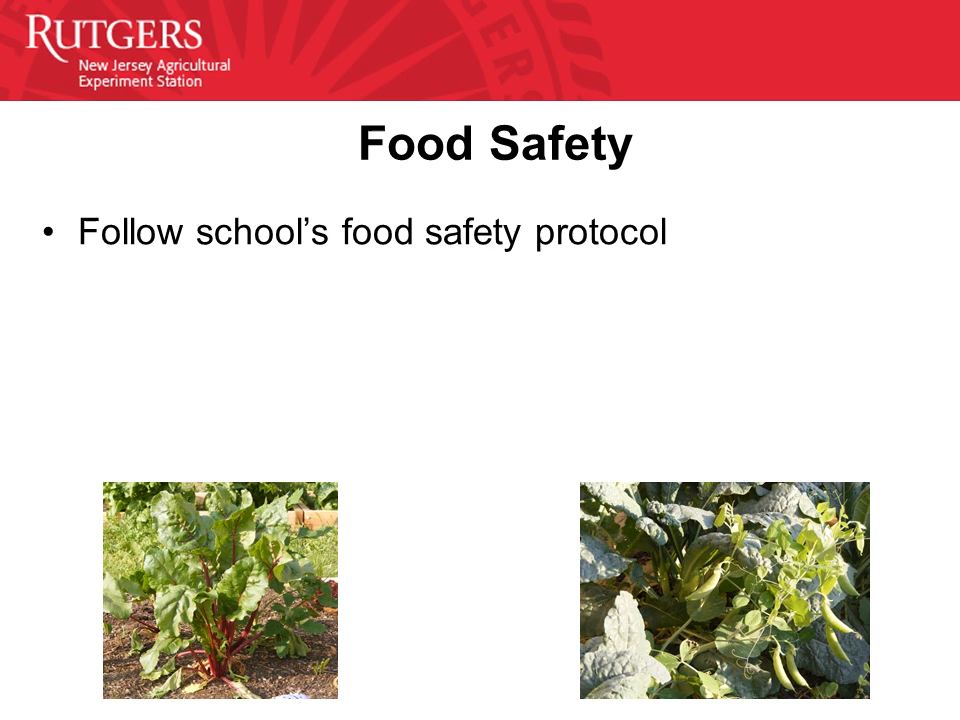 RUTGERS
New Jersey Agricultural
Experiment Station
Food Safety
• Follow school’s food safety protocol